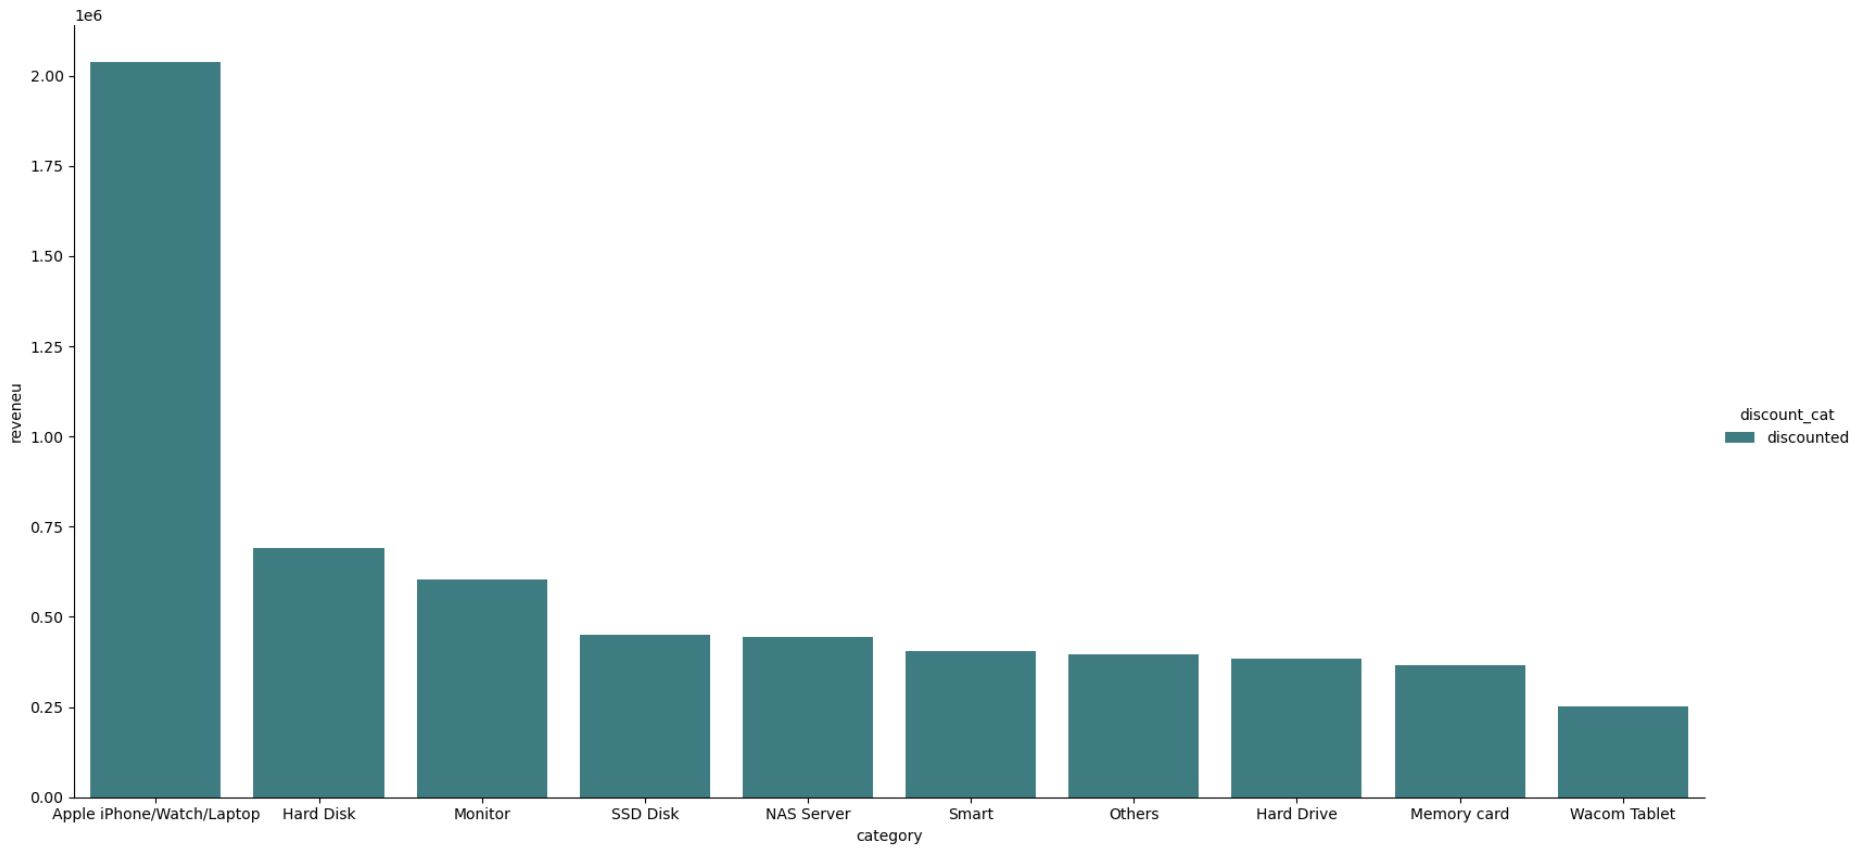 1e6
2.00
1.75
1.50
1.25
1.00
0.75
0.50
0.25
0.00
reveneu
Apple iPhone/Watch/Laptop Hard Disk Monitor SSD Disk NAS Server Smart Others Hard Drive Memory card Wacom Tablet
category
discount_cat
discounted